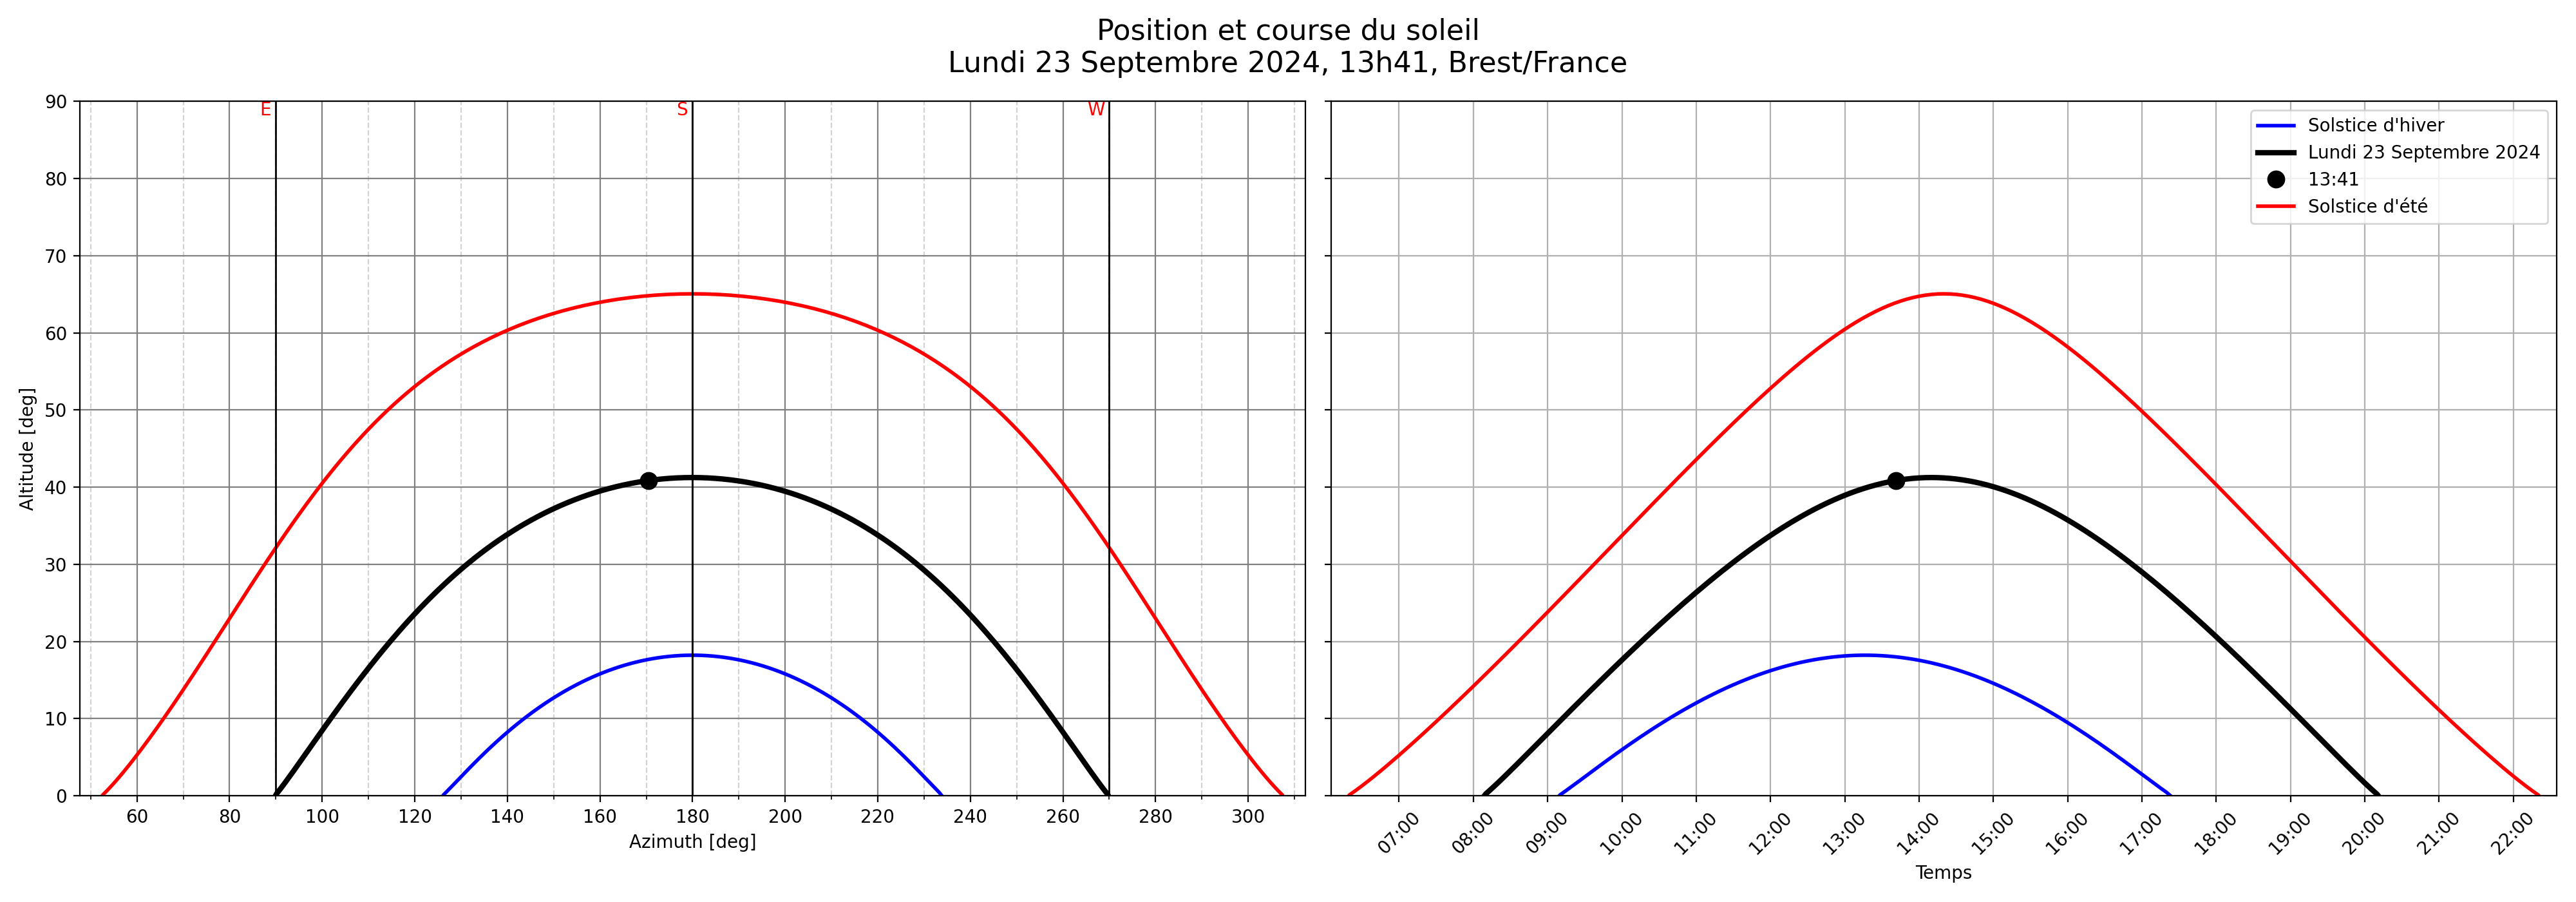 Position et course du soleil
Lundi 23 Septembre 2024, 13h41, Brest/France
E
S
W
90
80
70
60
50
40
30
20
10
0
Altitude [deg]
60 80 100 120 140 160 180 200 220 240 260 280 300
Azimuth [deg]
Solstice d'hiver
Lundi 23 Septembre 2024
13:41
Solstice d'été
07:00 08:00 09:00 10:00 11:00 12:00 13:00 14:00 15:00 16:00 17:00 18:00 19:00 20:00 21:00 22:00
Temps